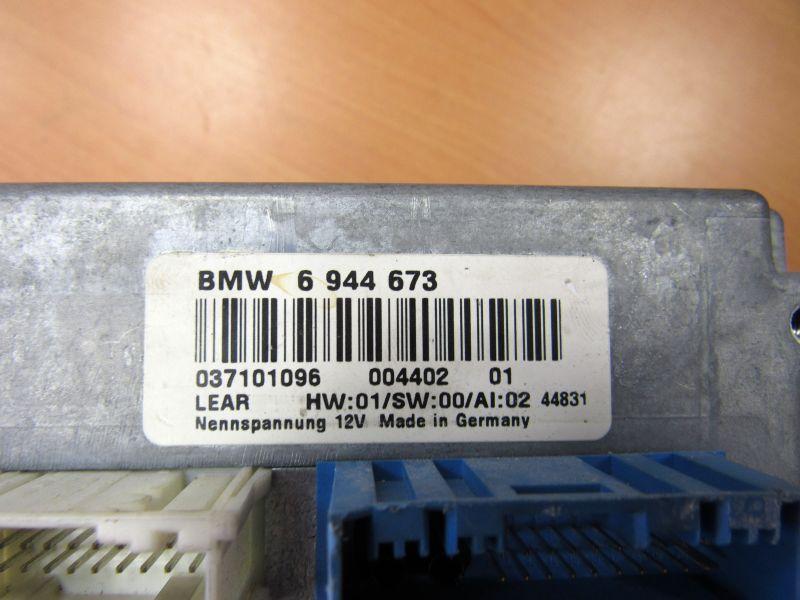 BMW 6 944 673
037101096 004402 01
LEAR HW:01/SW:00/AI:02 44831
Nennspannung 12V Made in Germany